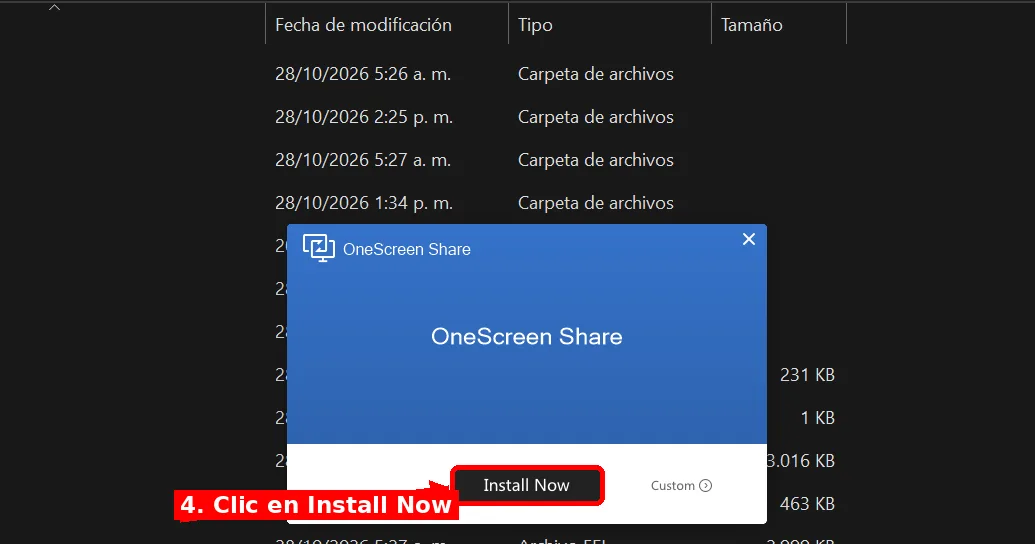 Fecha de modificación Tipo Tamaño
28/10/2026 5:26 a. m. Carpeta de archivos
28/10/2026 2:25 p. m. Carpeta de archivos
28/10/2026 5:27 a. m. Carpeta de archivos
28/10/2026 1:34 p. m. Carpeta de archivos
OneScreen Share
OneScreen Share
231 KB
1 KB
3.016 KB
463 KB
Install Now
Custom
4. Clic en Install Now